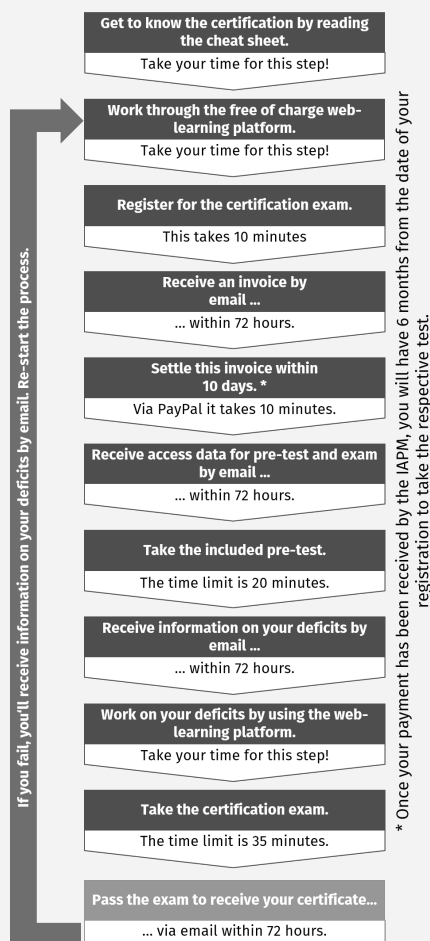 Get to know the certification by reading
the cheat sheet.
Take your time for this step!
Work through the free of charge web-
learning platform.
Take your time for this step!
Register for the certification exam.
This takes 10 minutes
Receive an invoice by
email ...
... within 72 hours.
Settle this invoice within
10 days. *
Via PayPal it takes 10 minutes.
Receive access data for pre-test and exam
by email ...
... within 72 hours.
Take the included pre-test.
The time limit is 20 minutes.
Receive information on your deficits by
email ...
... within 72 hours.
Work on your deficits by using the web-
learning platform.
Take your time for this step!
Take the certification exam.
The time limit is 35 minutes.
Pass the exam to receive your certificate...
... via email within 72 hours.
If you fail, you'll receive information on your deficits by email. Re-start the process.
* Once your payment has been received by the IAPM, you will have 6 months from the date of your
registration to take the respective test.